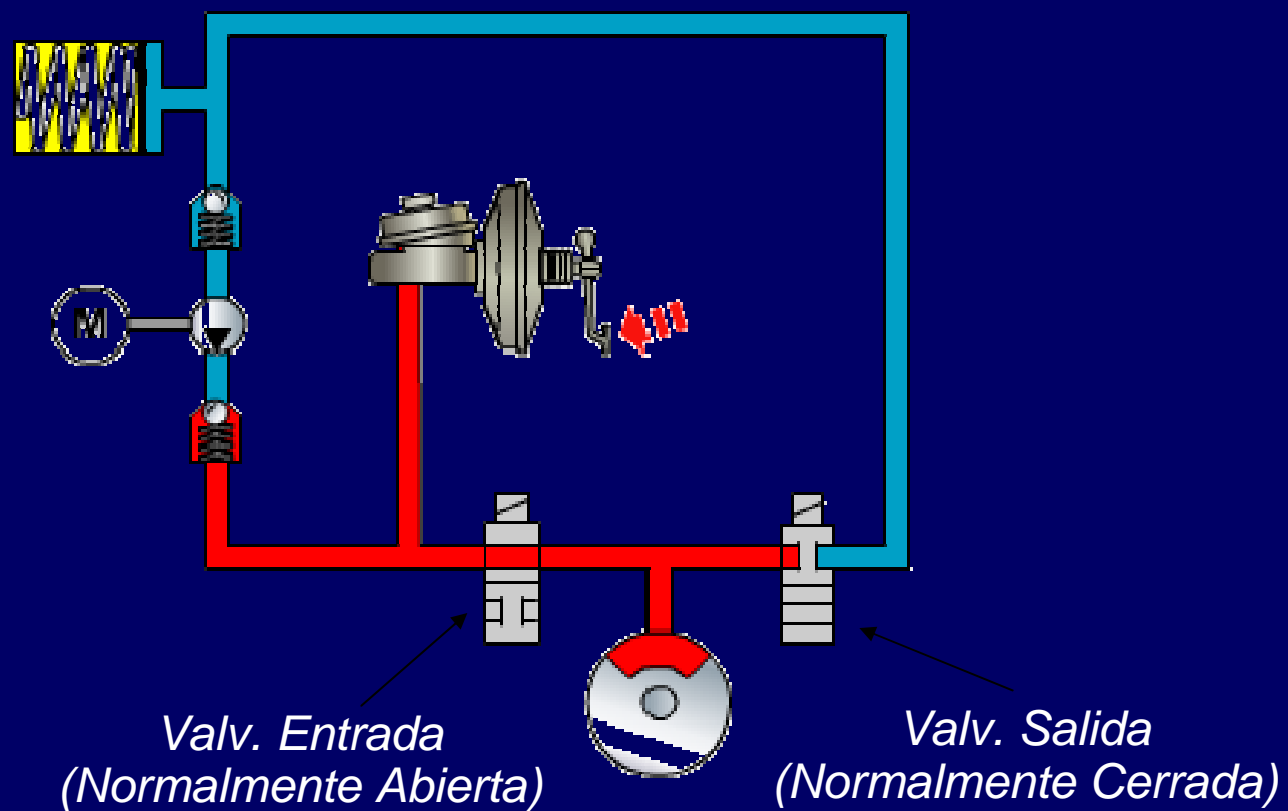 M
Valv. Entrada
(Normalmente Abierta)
Valv. Salida
(Normalmente Cerrada)